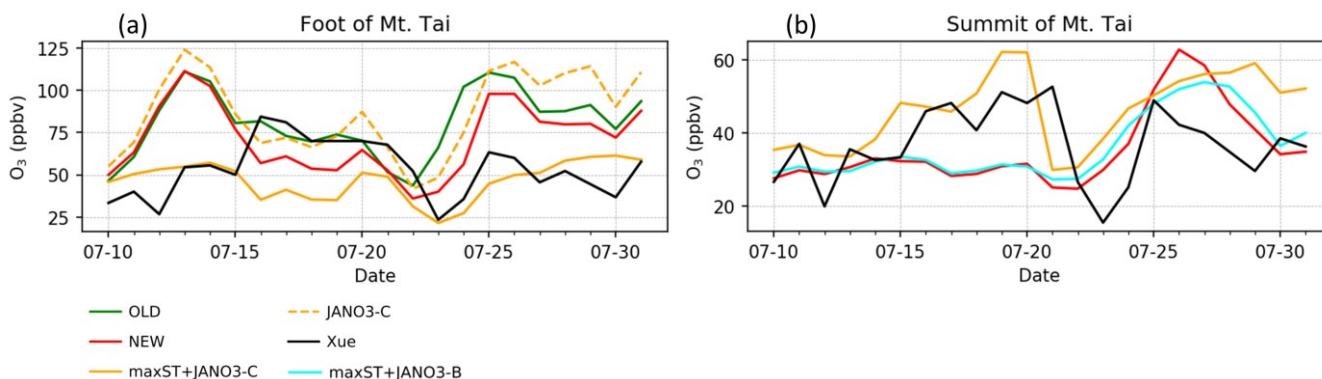 (a) Foot of Mt. Tai
O₃ (ppbv)
125
100
75
50
25
07-10 07-15 07-20 07-25 07-30
Date
(b) Summit of Mt. Tai
O₃ (ppbv)
60
40
20
07-10 07-15 07-20 07-25 07-30
Date
OLD
NEW
maxST+JANO3-C
JANO3-C
Xue
maxST+JANO3-B